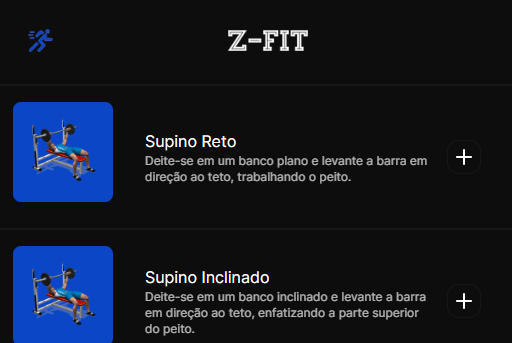 Z-FIT
Supino Reto
Deite-se em um banco plano e levante a barra em
direção ao teto, trabalhando o peito.
Supino Inclinado
Deite-se em um banco inclinado e levante a barra
em direção ao teto, enfatizando a parte superior
do peito.